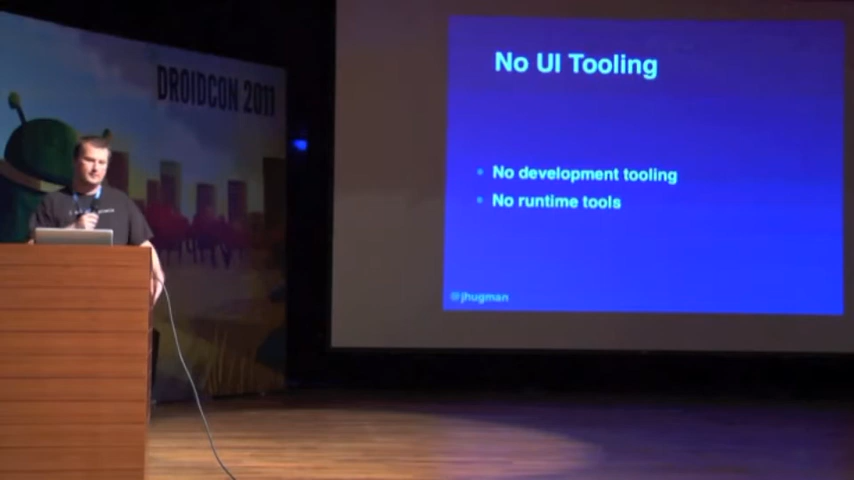 DROIDCON 2011
No UI Tooling
No development tooling
No runtime tools
@jhugman